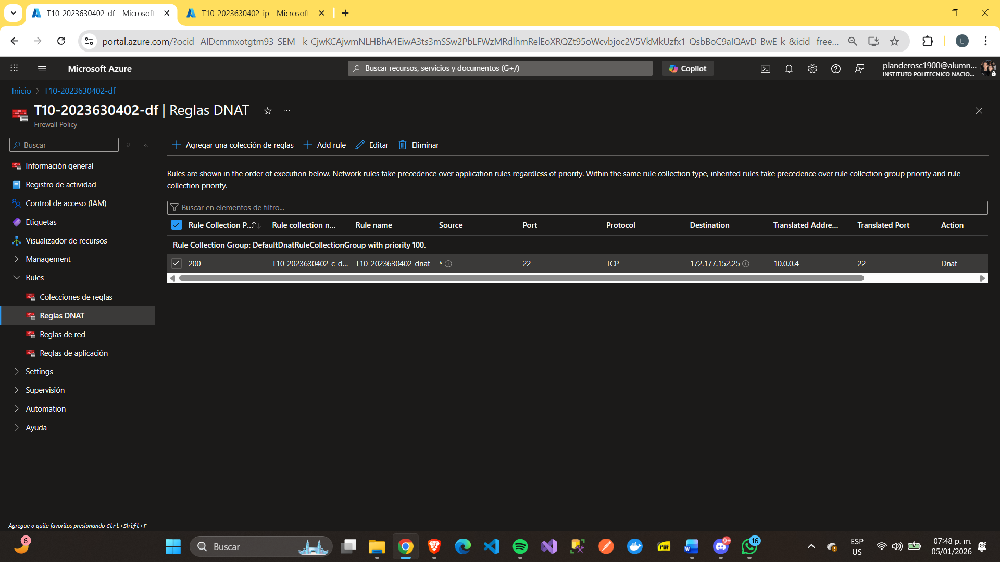 T10-2023630402-df - Microsoft
T10-2023630402-ip - Microsoft
portal.azure.com/?ocid=AIDcmmxotgtm93_SEM__k_CjwKCAjwmNLHBhA4EiwA3ts3mSSw2PbLFWzMRdlhmRelEoXRQZt95oWcvbjoc2V5VkMkUzfx1-QsbBoC9aIQAvD_BwE_k_&icid=free...
L
Microsoft Azure
Buscar recursos, servicios y documentos (G+/)
Copilot
planderosc1900@alumn...
INSTITUTO POLITECNICO NACIO...
Inicio > T10-2023630402-df
T10-2023630402-df | Reglas DNAT
Firewall Policy
Buscar
Información general
Registro de actividad
Control de acceso (IAM)
Etiquetas
Visualizador de recursos
Management
Rules
Colecciones de reglas
Reglas DNAT
Reglas de red
Reglas de aplicación
Settings
Supervisión
Automation
Ayuda
Agregue o quite favoritos presionando Ctrl+Shift+F
Agregar una colección de reglas
Add rule
Editar
Eliminar
Rules are shown in the order of execution below. Network rules take precedence over application rules regardless of priority. Within the same rule collection type, inherited rules take precedence over rule collection group priority and rule
collection priority.
Buscar en elementos de filtro...
Rule Collection P... Rule collection n... Rule name Source Port Protocol Destination Translated Addre... Translated Port Action
Rule Collection Group: DefaultDnatRuleCollectionGroup with priority 100.
200 T10-2023630402-c-d... T10-2023630402-dnat * 22 TCP 172.177.152.25 10.0.0.4 22 Dnat
6
Buscar
PDF
9+
16
ESP
US
07:48 p. m.
05/01/2026